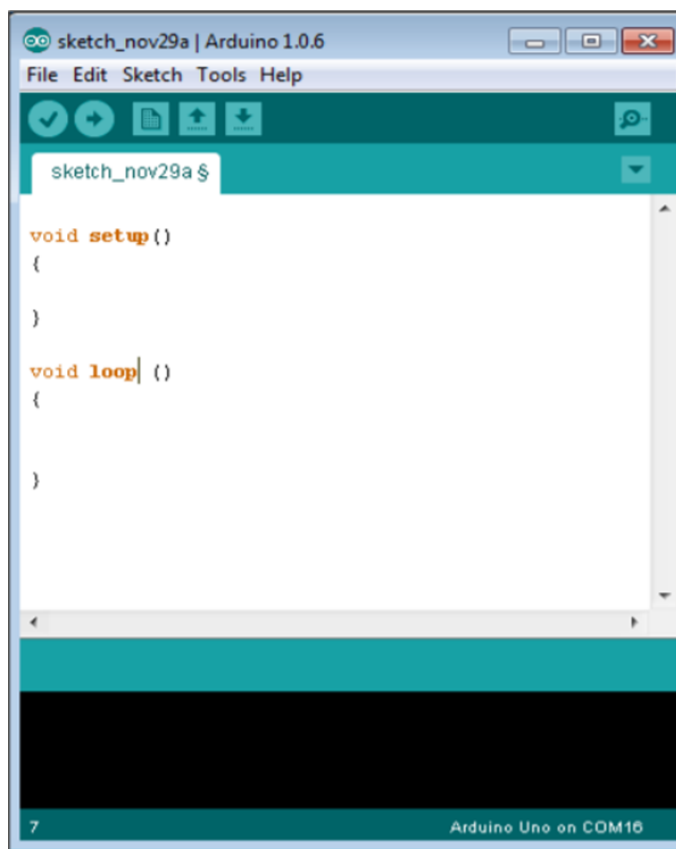 sketch_nov29a | Arduino 1.0.6
File Edit Sketch Tools Help
sketch_nov29a §
void setup()
{
}
void loop ()
{
}
7 Arduino Uno on COM16